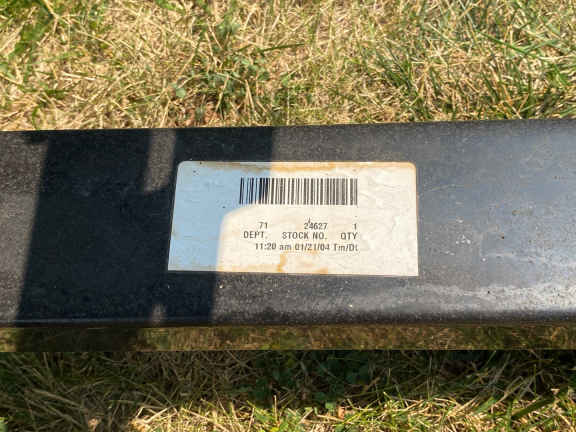 71 24627 1
DEPT. STOCK NO. QTY
11:20 am 01/21/04 Tm/Dt